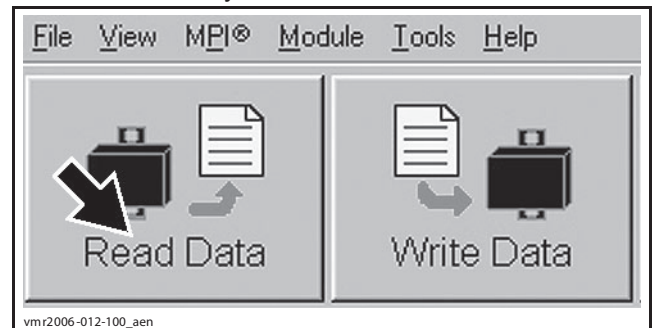 File View MPI® Module Tools Help
Read Data Write Data
vmr2006-012-100_aen